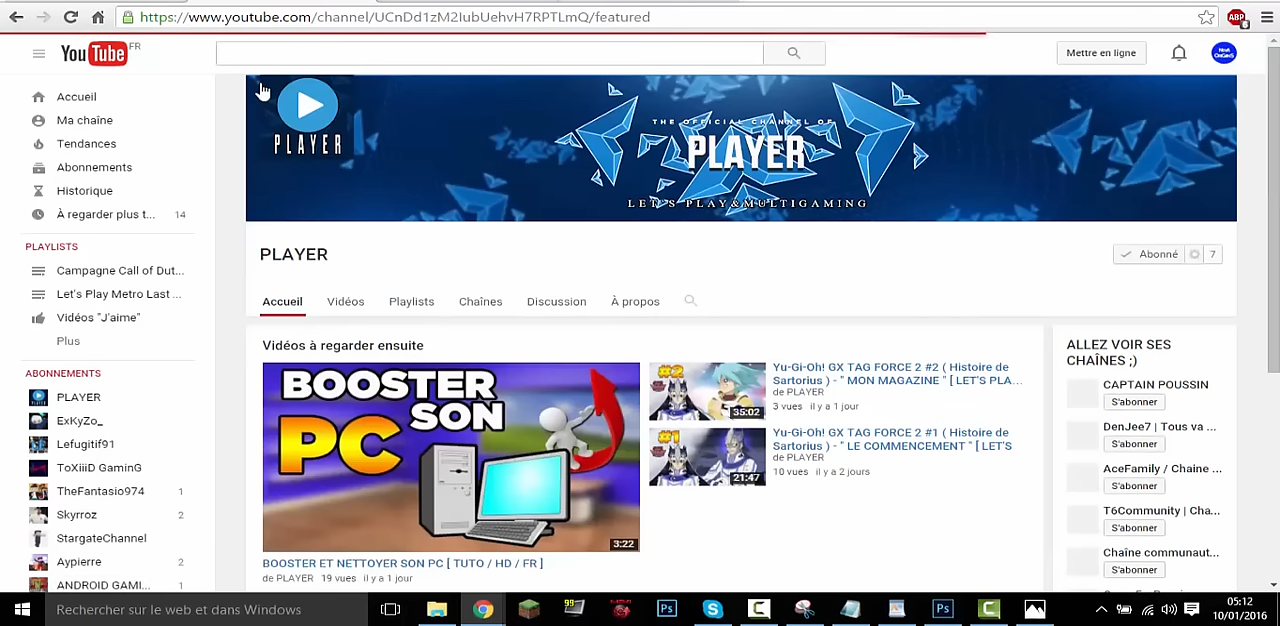 https://www.youtube.com/channel/UCnDd1zM2IubUehvH7RPTLmQ/featured
ABP
6
YouTube FR
Mettre en ligne
Accueil
Ma chaîne
Tendances
Abonnements
Historique
À regarder plus t... 14
PLAYLISTS
Campagne Call of Dut...
Let's Play Metro Last ...
Vidéos "J'aime"
Plus
ABONNEMENTS
PLAYER
ExKyZo_
Lefugitif91
ToXiiiD GaminG
TheFantasio974 1
Skyrroz 2
StargateChannel
Aypierre 2
ANDROID GAMI... 1
PLAYER
THE OFFICIAL CHANNEL OF
PLAYER
LET'S PLAY&MULTIGAMING
PLAYER
Abonné 7
Accueil Vidéos Playlists Chaînes Discussion À propos
Vidéos à regarder ensuite
BOOSTER
SON
PC
3:22
BOOSTER ET NETTOYER SON PC [ TUTO / HD / FR ]
de PLAYER 19 vues il y a 1 jour
#2
35:02
Yu-Gi-Oh! GX TAG FORCE 2 #2 ( Histoire de
Sartorius ) - " MON MAGAZINE " [ LET'S PLA...
de PLAYER
3 vues il y a 1 jour
#1
21:47
Yu-Gi-Oh! GX TAG FORCE 2 #1 ( Histoire de
Sartorius ) - " LE COMMENCEMENT " [ LET'S
de PLAYER
10 vues il y a 2 jours
ALLEZ VOIR SES
CHAÎNES ;)
CAPTAIN POUSSIN
S'abonner
DenJee7 | Tous va ...
S'abonner
AceFamily / Chaine ...
S'abonner
T6Community | Cha...
S'abonner
Chaîne communaut...
S'abonner
Rechercher sur le web et dans Windows
99
Ps
Ps
05:12
10/01/2016